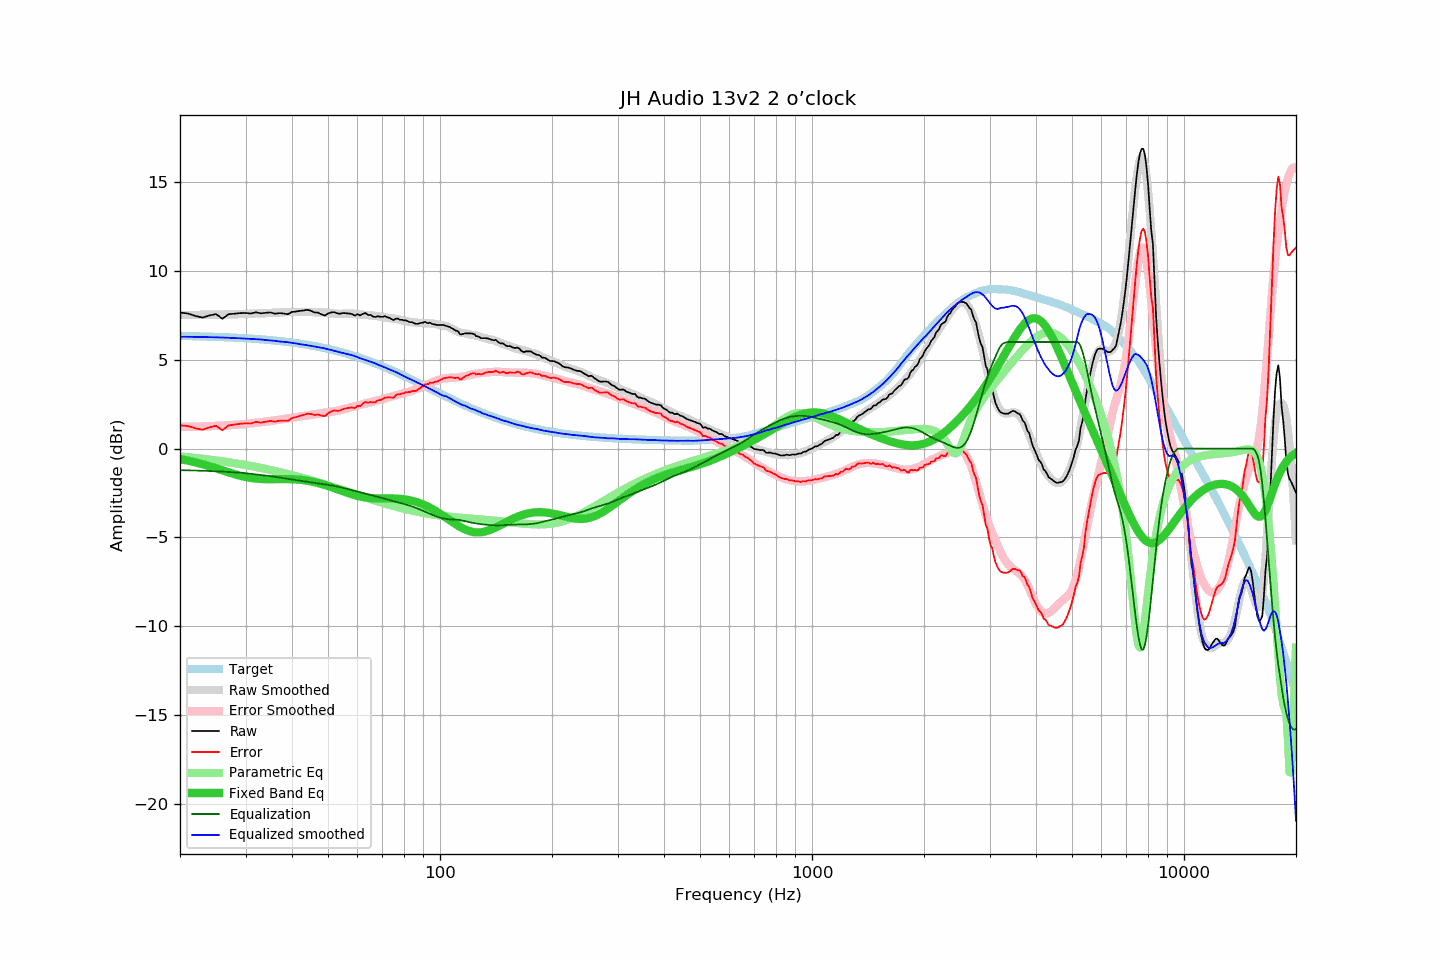 JH Audio 13v2 2 o’clock
Amplitude (dBr)
15
10
5
0
−5
−10
−15
−20
Target
Raw Smoothed
Error Smoothed
Raw
Error
Parametric Eq
Fixed Band Eq
Equalization
Equalized smoothed
100
1000
10000
Frequency (Hz)